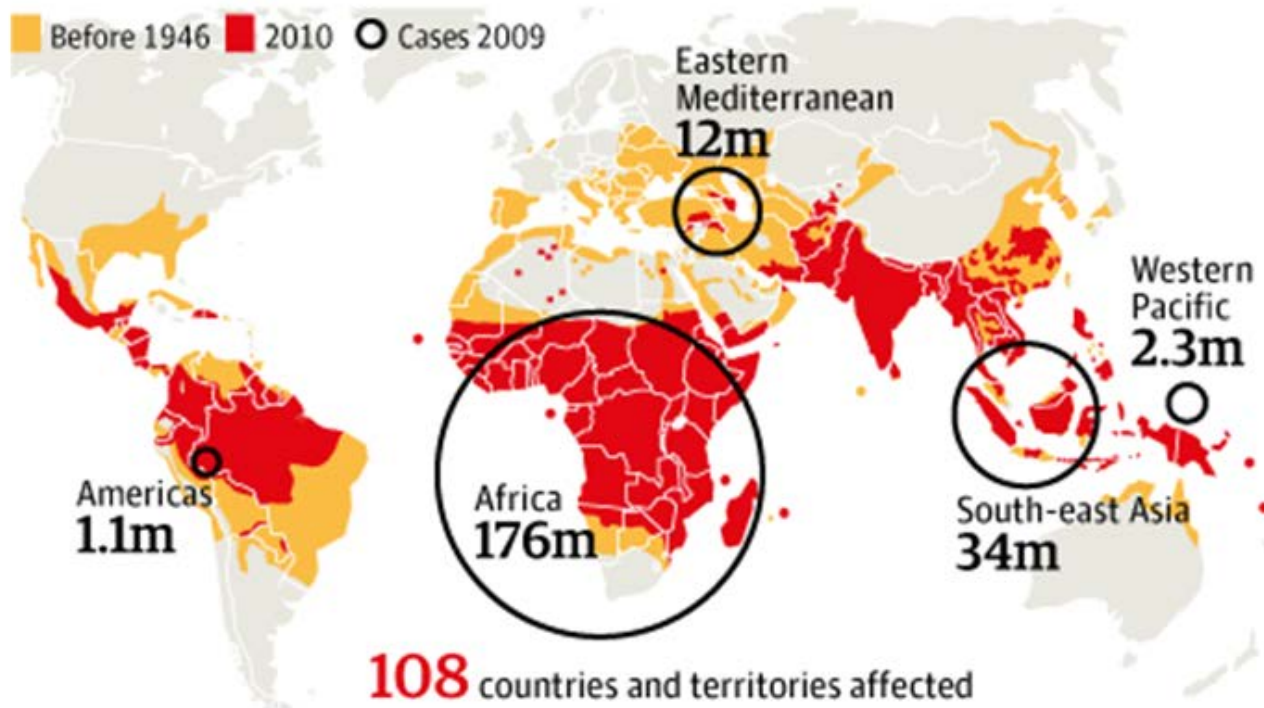 Before 1946 2010 Cases 2009
Eastern
Mediterranean
12m
Western
Pacific
2.3m
Americas
1.1m
Africa
176m
South-east Asia
34m
108 countries and territories affected